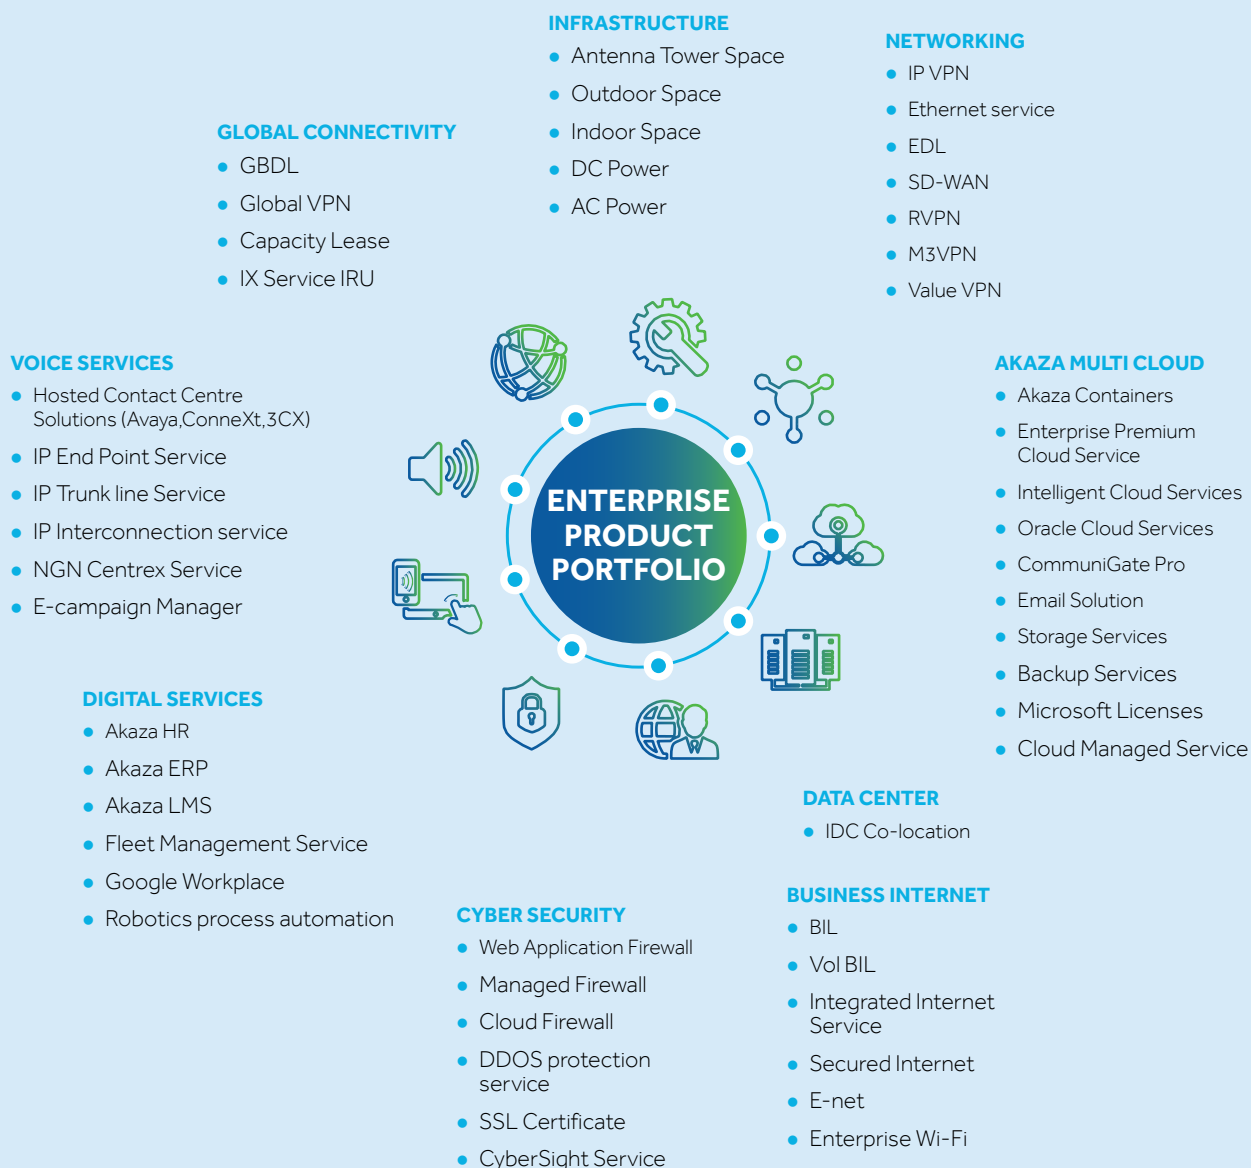 INFRASTRUCTURE
Antenna Tower Space
Outdoor Space
Indoor Space
DC Power
AC Power
NETWORKING
IP VPN
Ethernet service
EDL
SD-WAN
RVPN
M3VPN
Value VPN
GLOBAL CONNECTIVITY
GBDL
Global VPN
Capacity Lease
IX Service IRU
VOICE SERVICES
Hosted Contact Centre
Solutions (Avaya,ConneXt,3CX)
IP End Point Service
IP Trunk line Service
IP Interconnection service
NGN Centrex Service
E-campaign Manager
ENTERPRISE
PRODUCT
PORTFOLIO
AKAZA MULTI CLOUD
Akaza Containers
Enterprise Premium
Cloud Service
Intelligent Cloud Services
Oracle Cloud Services
CommuniGate Pro
Email Solution
Storage Services
Backup Services
Microsoft Licenses
Cloud Managed Service
DIGITAL SERVICES
Akaza HR
Akaza ERP
Akaza LMS
Fleet Management Service
Google Workplace
Robotics process automation
DATA CENTER
IDC Co-location
CYBER SECURITY
Web Application Firewall
Managed Firewall
Cloud Firewall
DDOS protection
service
SSL Certificate
CyberSight Service
BUSINESS INTERNET
BIL
Vol BIL
Integrated Internet
Service
Secured Internet
E-net
Enterprise Wi-Fi